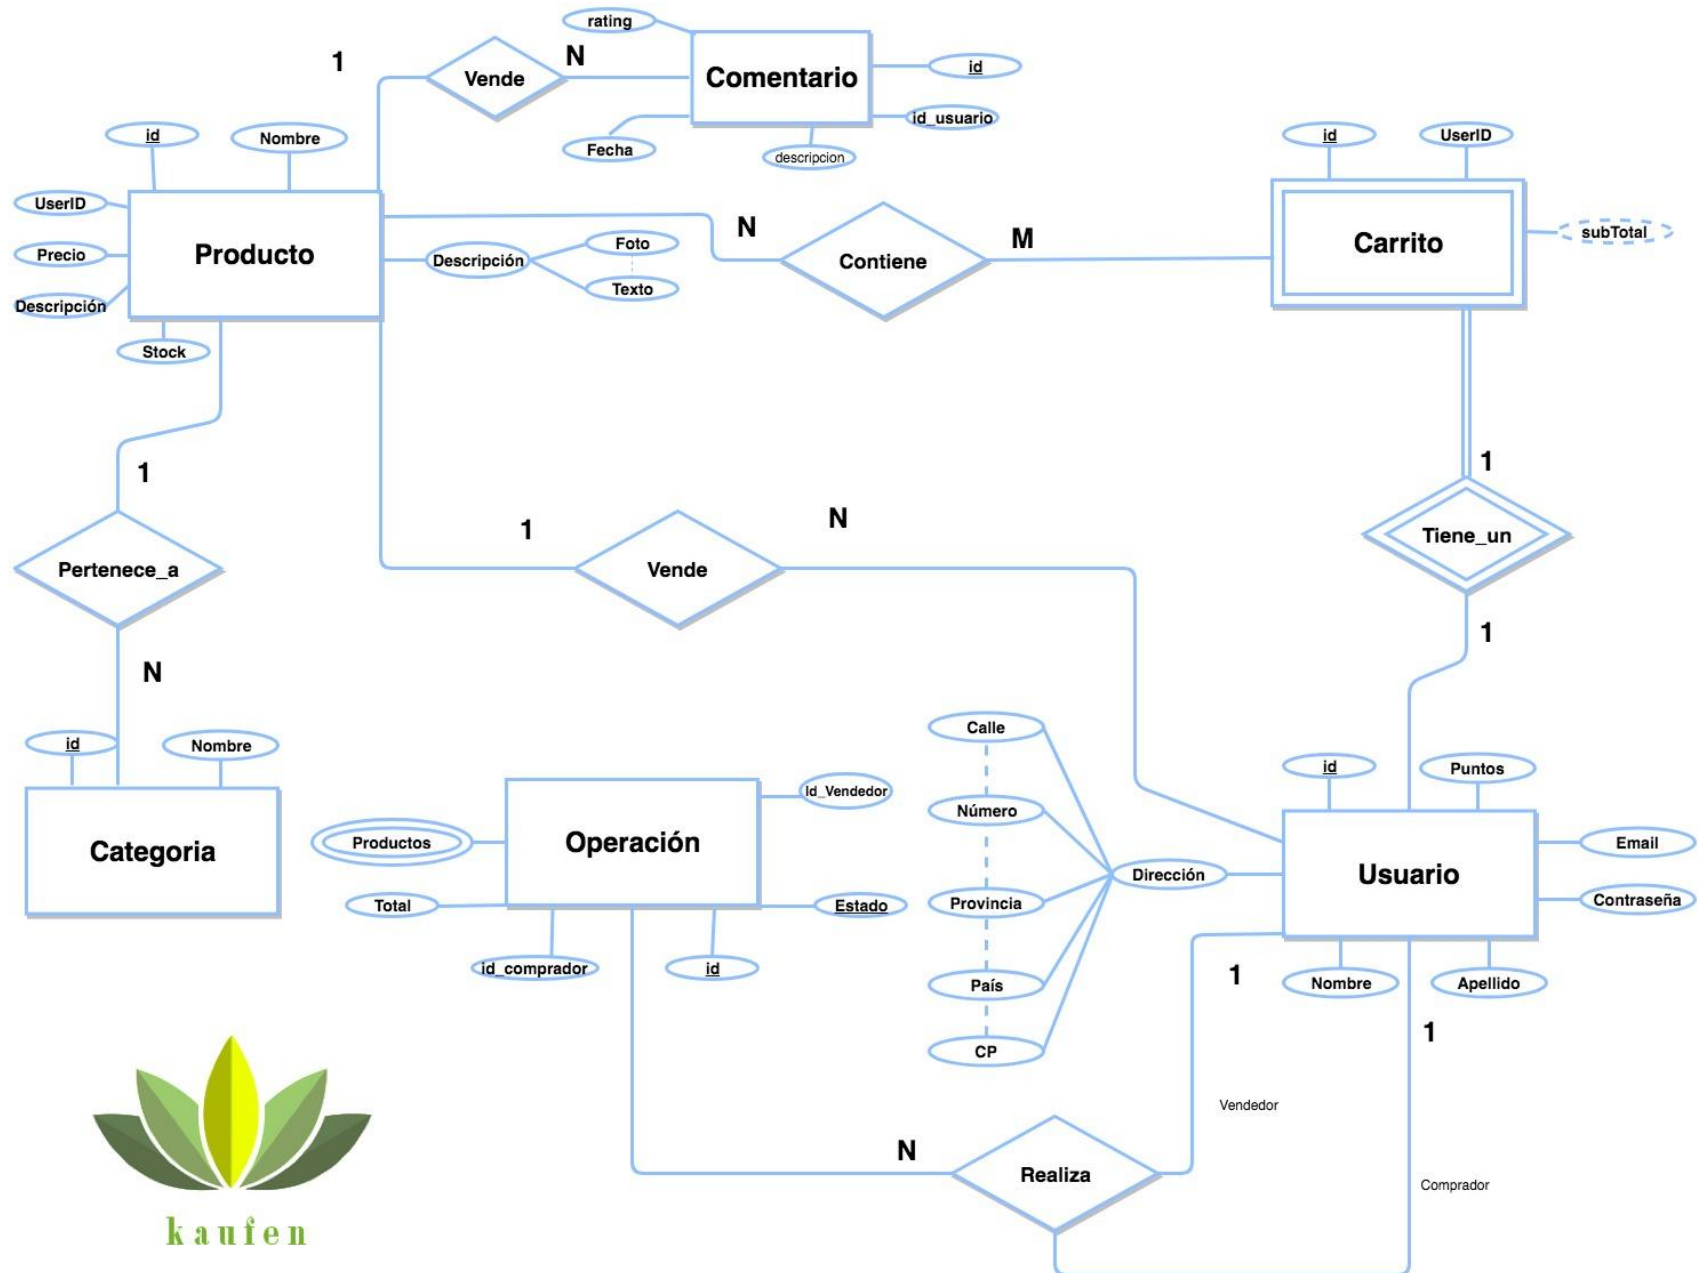 rating
1
Vende
N
Comentario
id
id_usuario
Fecha
descripcion
id
Nombre
UserID
Precio
Descripción
Stock
Producto
Descripción
Foto
Texto
N
Contiene
M
id
UserID
Carrito
subTotal
1
Pertenece_a
N
1
Vende
N
1
Tiene_un
1
id
Nombre
Categoria
Productos
Total
Operación
Id_Vendedor
Estado
id_comprador
id
Calle
Número
Provincia
País
CP
Dirección
id
Puntos
Usuario
Email
Contraseña
Nombre
Apellido
1
1
Vendedor
N
Realiza
Comprador
kaufen